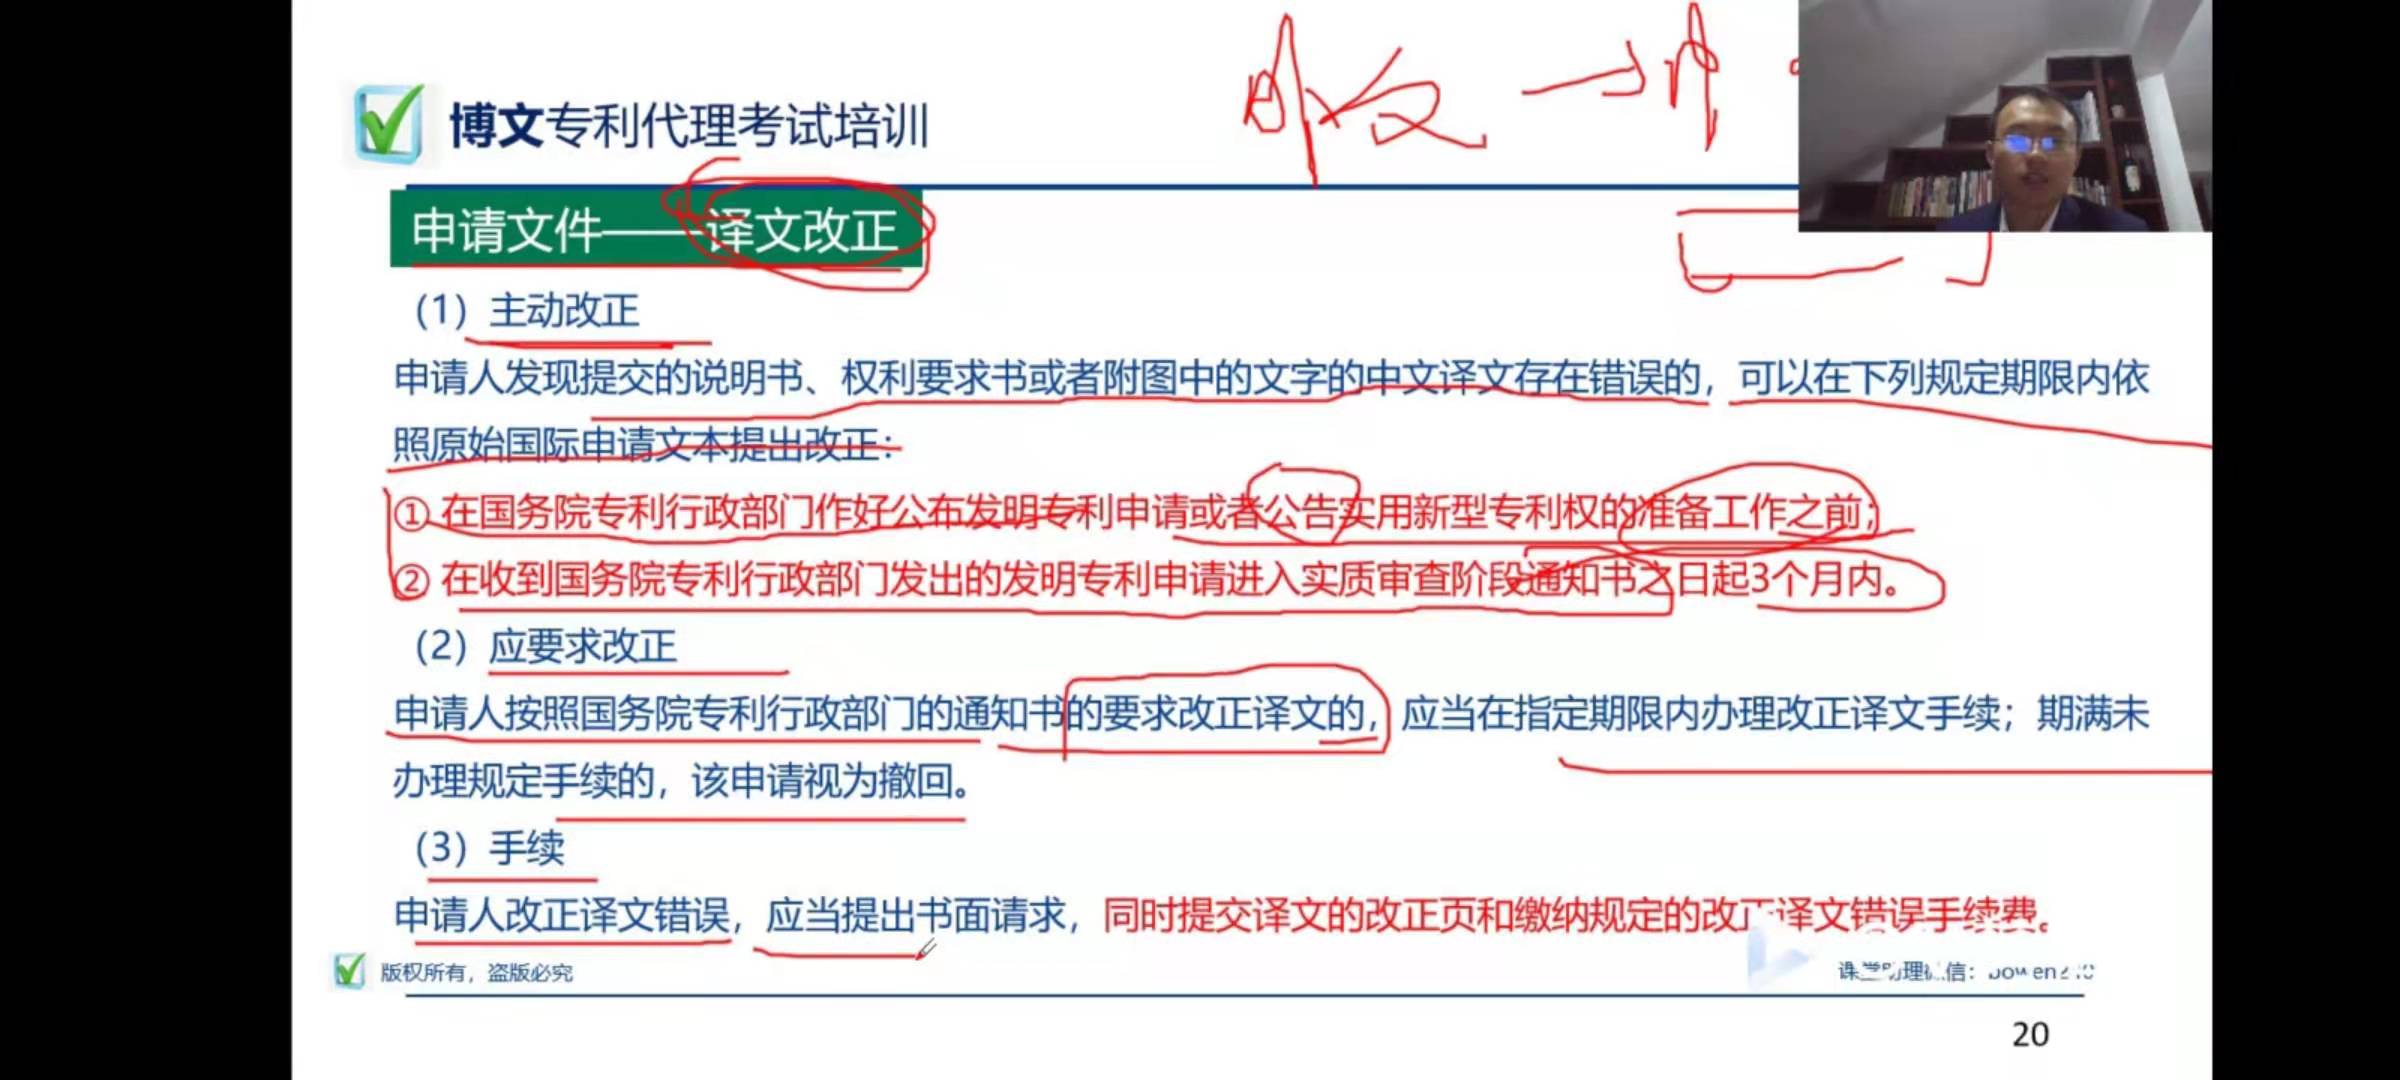 博文专利代理考试培训
申请文件——译文改正
（1）主动改正
申请人发现提交的说明书、权利要求书或者附图中的文字的中文译文存在错误的，可以在下列规定期限内依
照原始国际申请文本提出改正：
① 在国务院专利行政部门作好公布发明专利申请或者公告实用新型专利权的准备工作之前；
② 在收到国务院专利行政部门发出的发明专利申请进入实质审查阶段通知书之日起3个月内。
（2）应要求改正
申请人按照国务院专利行政部门的通知书的要求改正译文的，应当在指定期限内办理改正译文手续；期满未
办理规定手续的，该申请视为撤回。
（3）手续
申请人改正译文错误，应当提出书面请求，同时提交译文的改正页和缴纳规定的改正译文错误手续费。
版权所有，盗版必究
课堂助理微信：
20